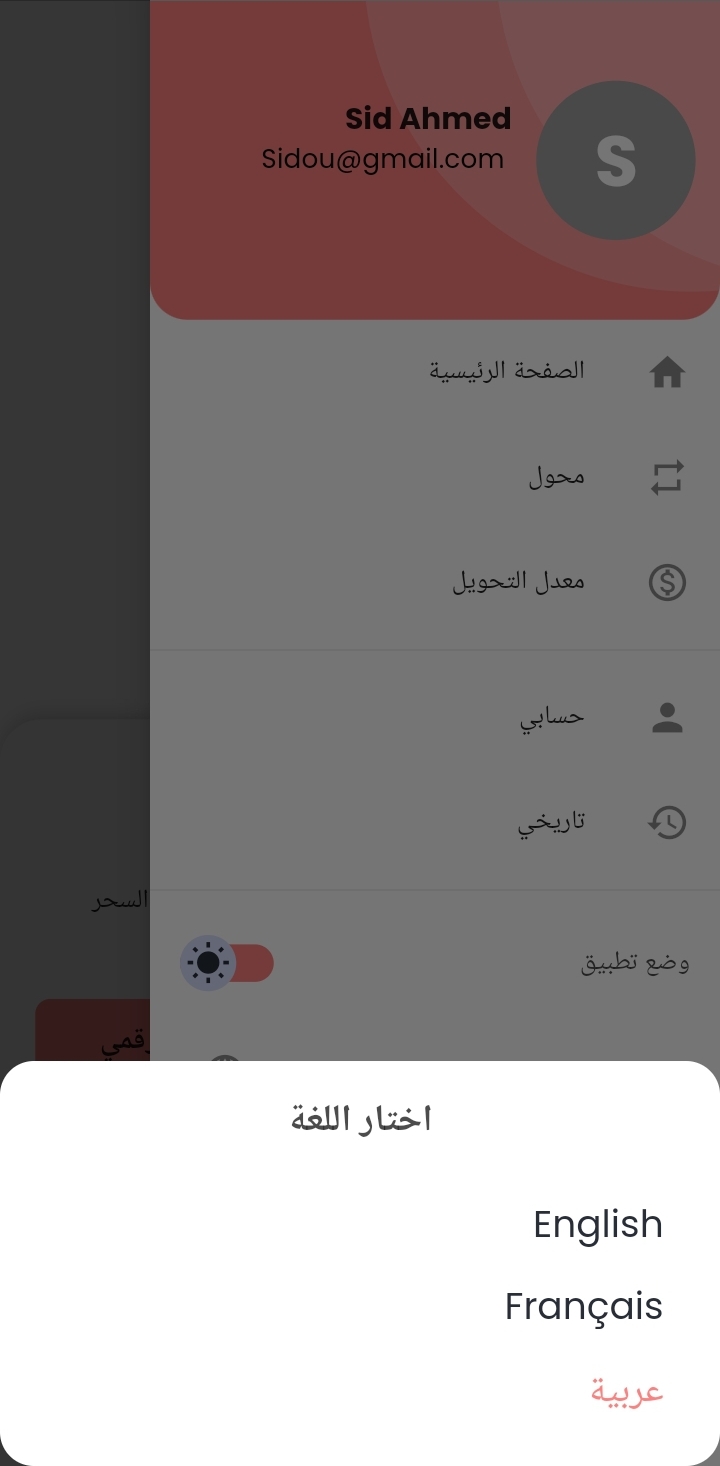 Sid Ahmed
Sidou@gmail.com
S
الصفحة الرئيسية
محول
معدل التحويل
حسابي
تاريخي
السحر
وضع تطبيق
اختار اللغة
English
Français
عربية